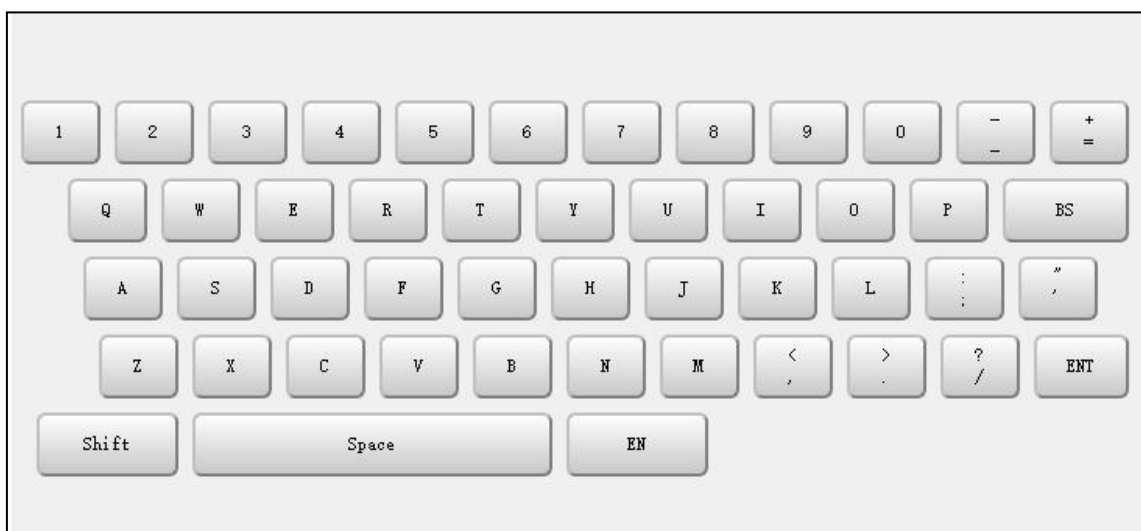 1 2 3 4 5 6 7 8 9 0 — _ + =
Q W E R T Y U I O P BS
A S D F G H J K L : ; " '
Z X C V B N M < , > . ? / ENT
Shift Space EN